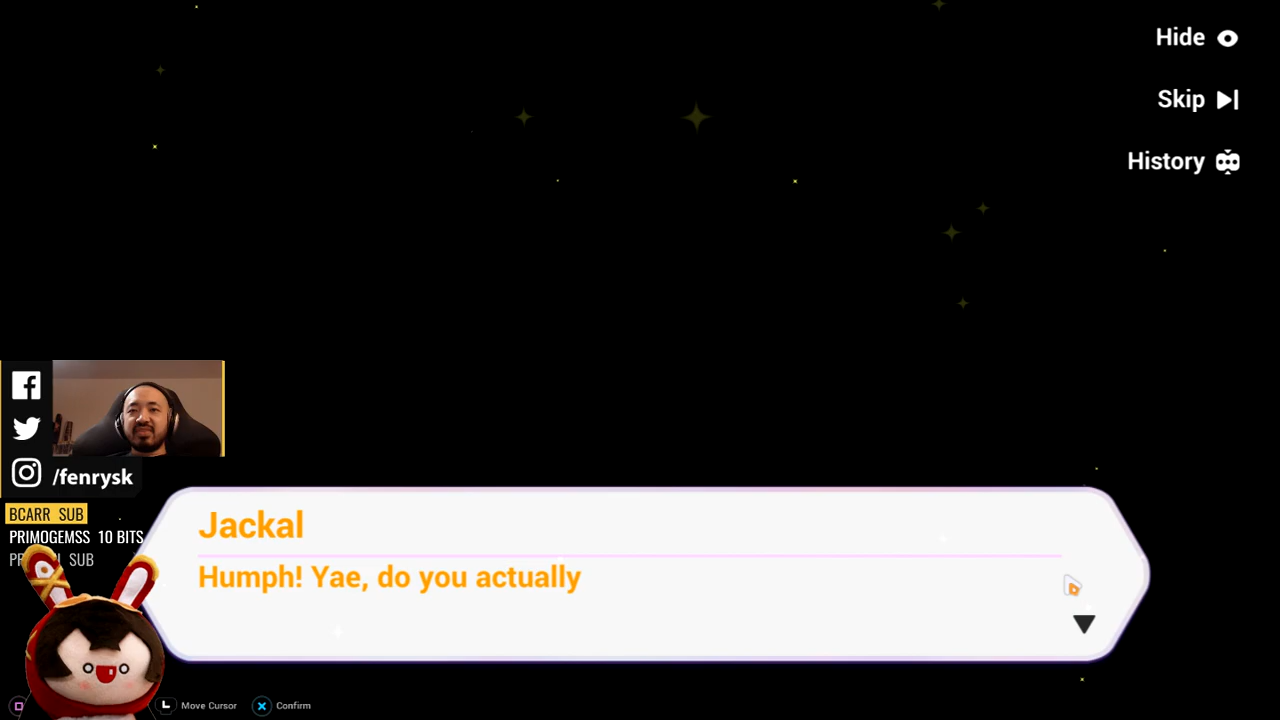 Hide
Skip
History
/fenrysk
BCARR SUB
PRIMOGEMSS 10 BITS
SUB
Jackal
Humph! Yae, do you actually
Move Cursor
Confirm